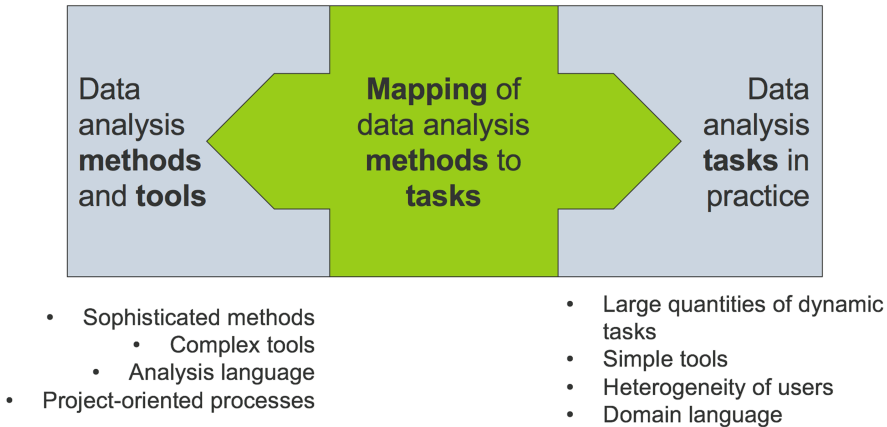 Data
analysis
methods
and tools
Mapping of
data analysis
methods to
tasks
Data
analysis
tasks in
practice
• Sophisticated methods
• Complex tools
• Analysis language
• Project-oriented processes
• Large quantities of dynamic
tasks
• Simple tools
• Heterogeneity of users
• Domain language